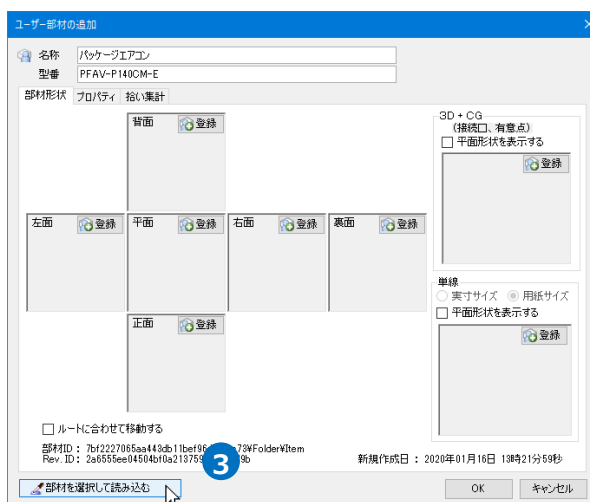 ユーザー部材の追加
名称 パッケージエアコン
型番 PFAV-P140CM-E
部材形状 プロパティ 拾い集計
背面 登録
左面 登録
平面 登録
右面 登録
裏面 登録
正面 登録
3D + CG
(接続口、有意点)
平面形状を表示する
登録
単線
実寸サイズ 用紙サイズ
平面形状を表示する
登録
ルートに合わせて移動する
部材ID : 7bf2227065aa443db11bef96 a73¥Folder¥Item
Rev. ID : 2a6555ee04504bf0a213759 9b
新規作成日 : 2020年01月16日 13時21分59秒
3
部材を選択して読み込む
OK キャンセル